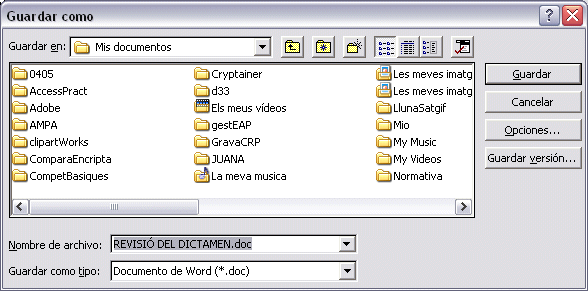 Guardar como
Guardar en: Mis documentos
0405
AccessPract
Adobe
AMPA
clipartWorks
ComparaEncripta
CompetBasiques
Cryptainer
d33
Els meus vídeos
gestEAP
GravaCRP
JUANA
La meva musica
Les meves imatg
Les meves imatg
LlunaSatgif
Mio
My Music
My Videos
Normativa
Guardar
Cancelar
Opciones...
Guardar versión...
Nombre de archivo: REVISIÓ DEL DICTAMEN.doc
Guardar como tipo: Documento de Word (*.doc)